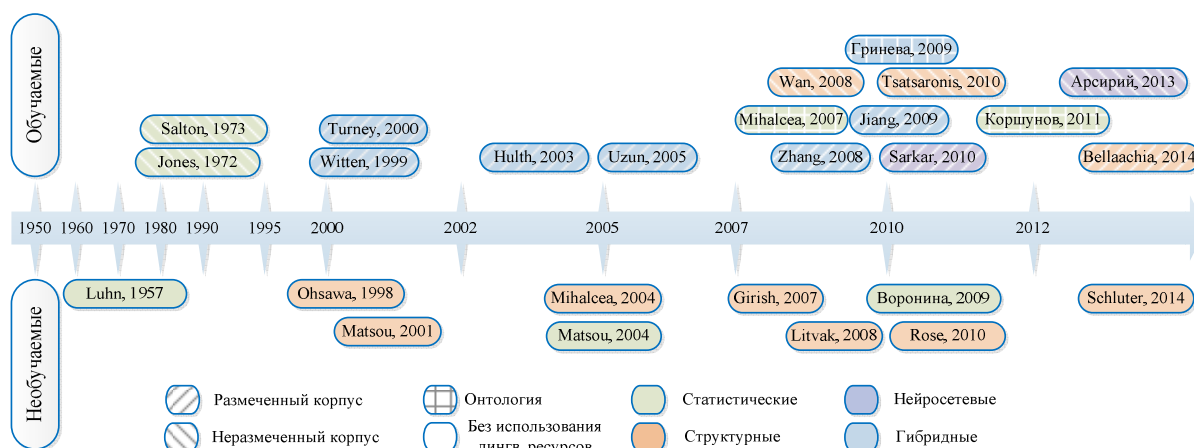 Обучаемые
Гринева, 2009
Wan, 2008
Tsatsaronis, 2010
Арсирий, 2013
Salton, 1973
Turney, 2000
Mihalcea, 2007
Jiang, 2009
Коршунов, 2011
Jones, 1972
Witten, 1999
Hulth, 2003
Uzun, 2005
Zhang, 2008
Sarkar, 2010
Bellaachia, 2014
1950 1960 1970 1980 1990 1995 2000 2002 2005 2007 2010 2012
Необучаемые
Luhn, 1957
Ohsawa, 1998
Mihalcea, 2004
Girish, 2007
Воронина, 2009
Schluter, 2014
Matsou, 2001
Matsou, 2004
Litvak, 2008
Rose, 2010
Размеченный корпус
Онтология
Статистические
Нейросетевые
Неразмеченный корпус
Без использования
лингв. ресурсов
Структурные
Гибридные